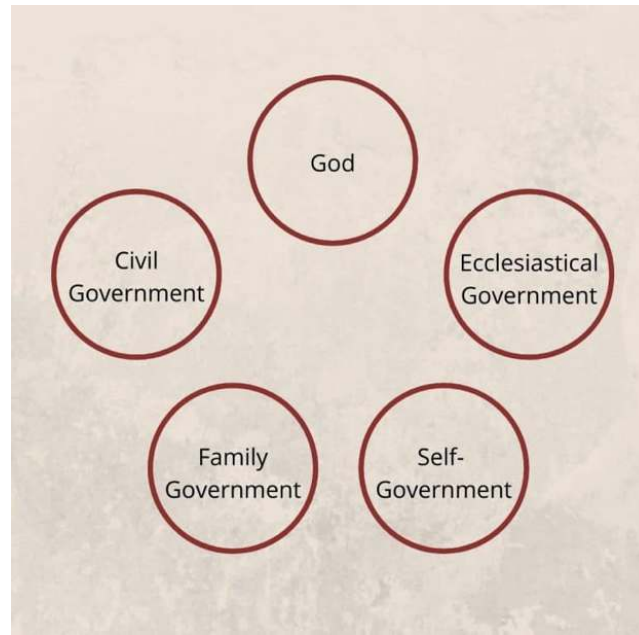 God
Civil
Government
Ecclesiastical
Government
Family
Government
Self-
Government